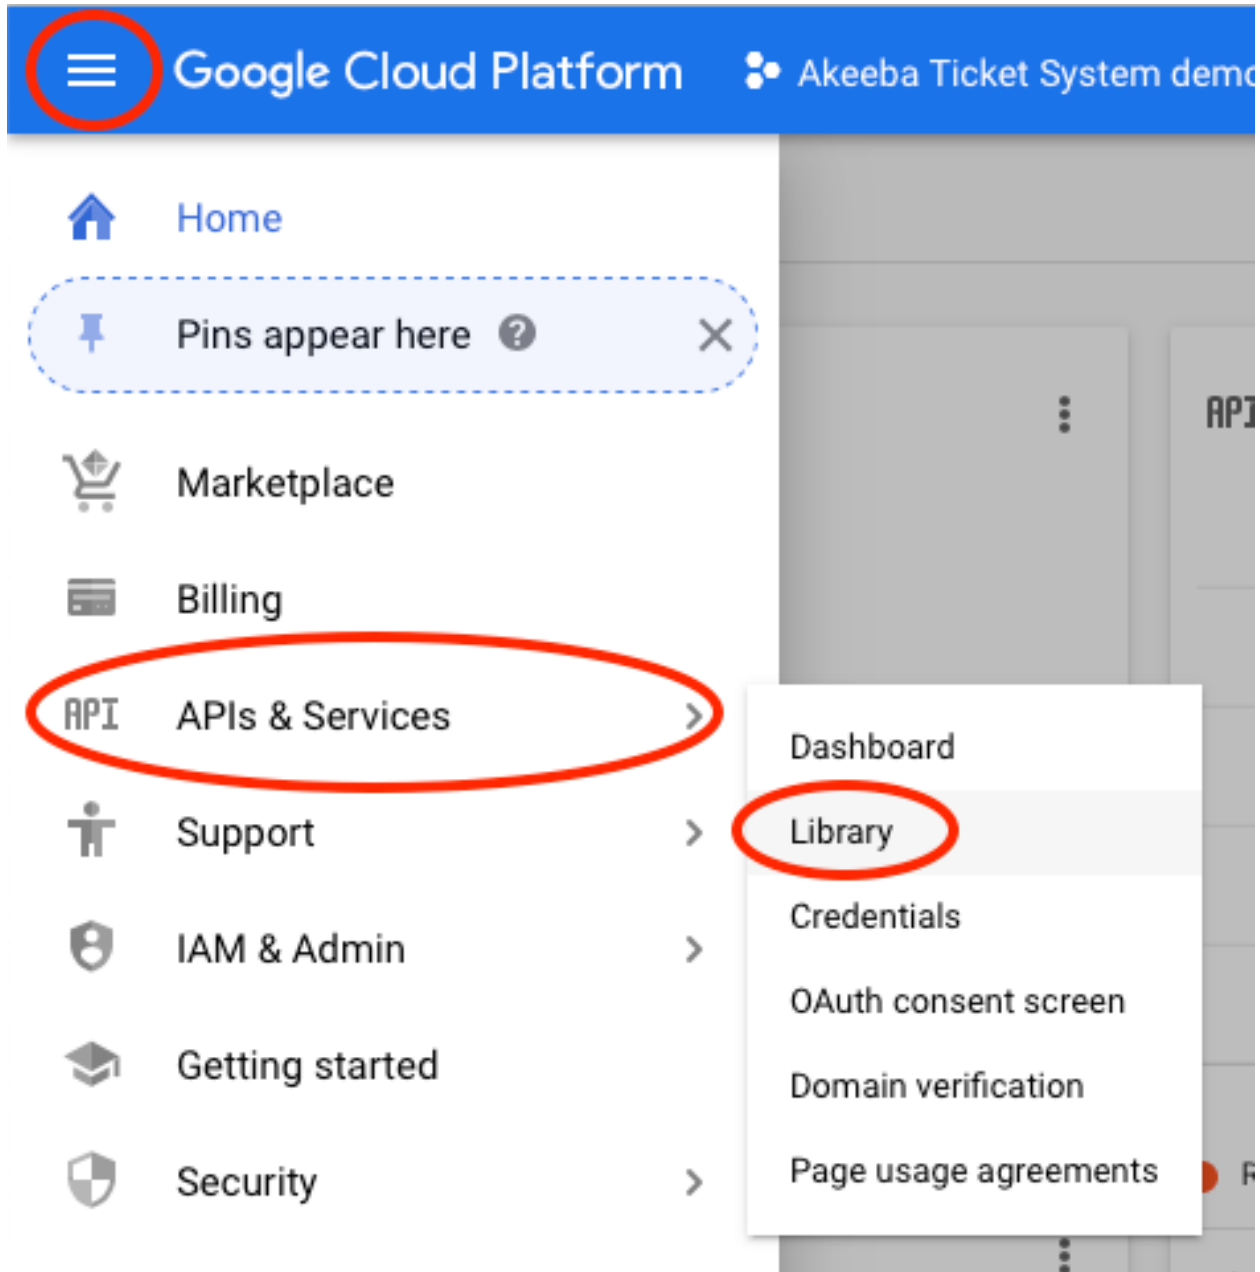 Google Cloud Platform
Akeeba Ticket System demo
Home
Pins appear here
Marketplace
Billing
API APIs & Services
Support
IAM & Admin
Getting started
Security
Dashboard
Library
Credentials
OAuth consent screen
Domain verification
Page usage agreements
API